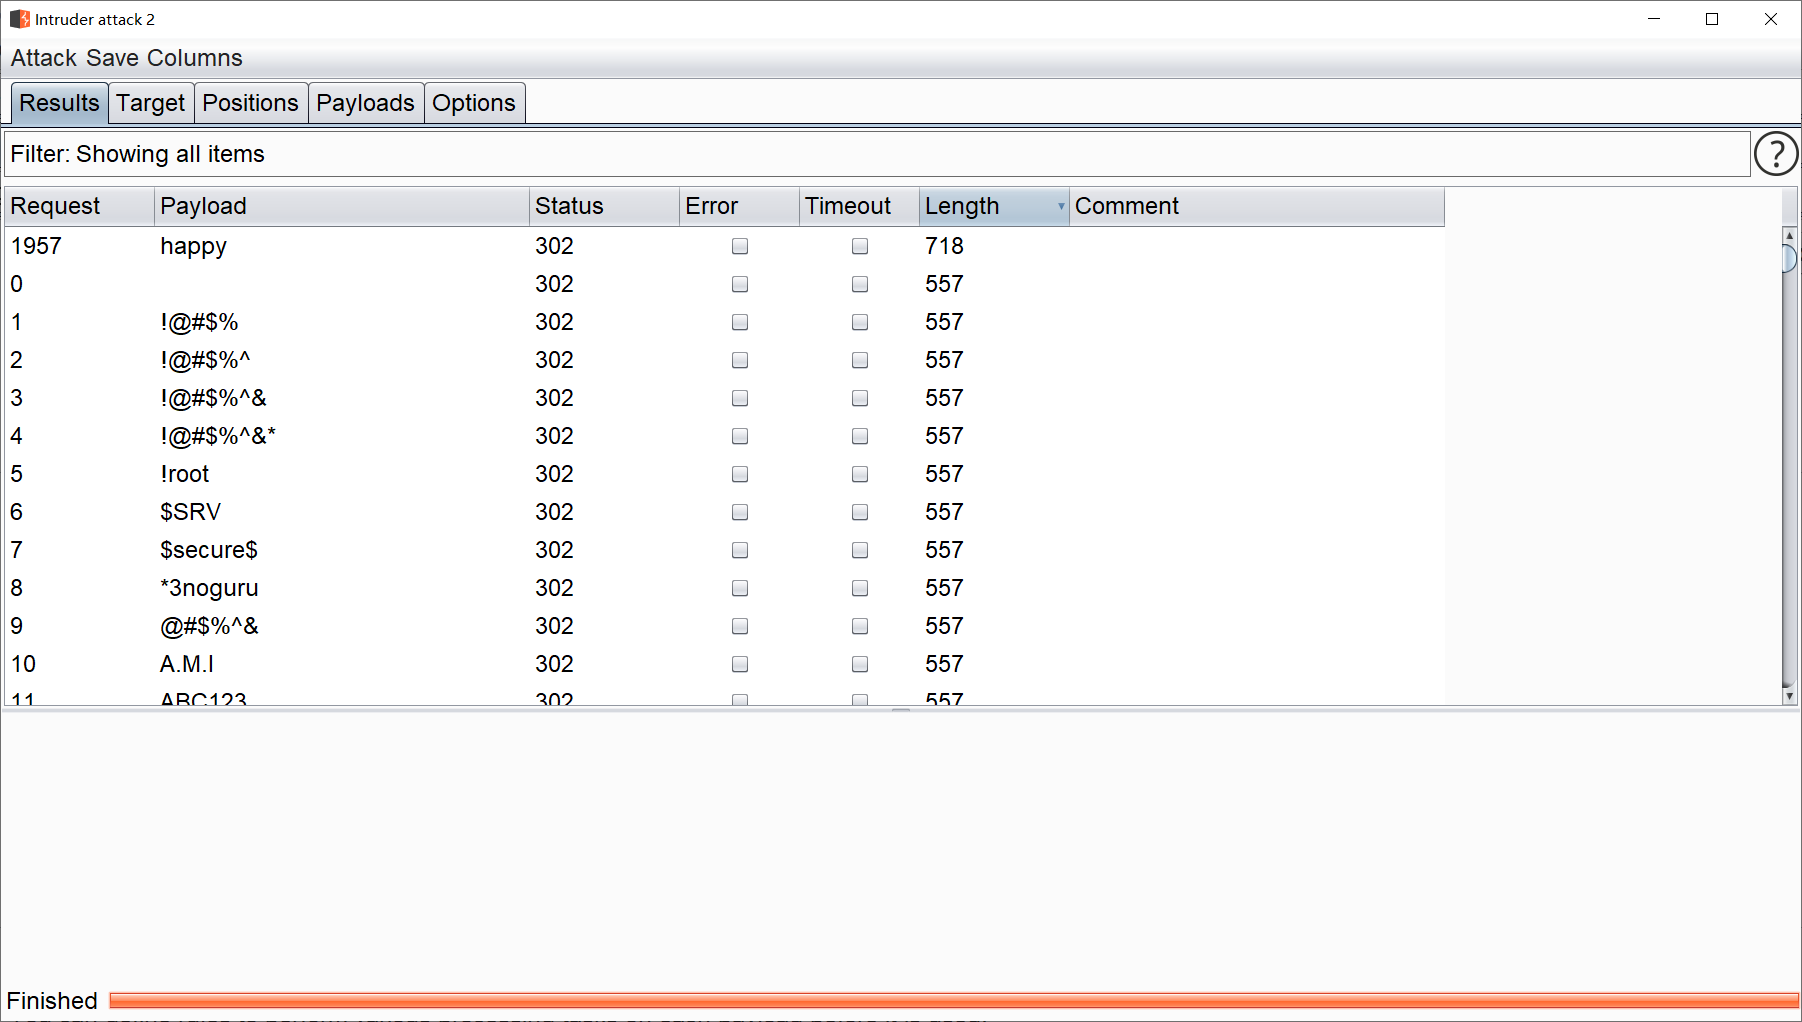 Intruder attack 2
Attack Save Columns
Results Target Positions Payloads Options
Filter: Showing all items
?
Request Payload Status Error Timeout Length Comment
1957 happy 302 718
0 302 557
1 !@#$% 302 557
2 !@#$%^ 302 557
3 !@#$%^& 302 557
4 !@#$%^&* 302 557
5 !root 302 557
6 $SRV 302 557
7 $secure$ 302 557
8 *3noguru 302 557
9 @#$%^& 302 557
10 A.M.I 302 557
11 ABC123 302 557
Finished